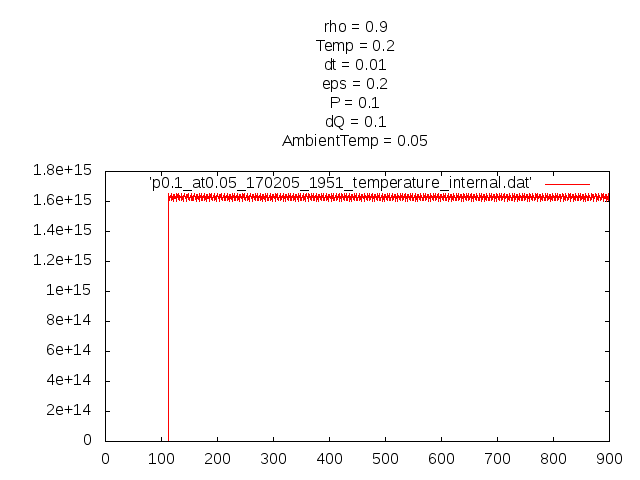 rho = 0.9
Temp = 0.2
dt = 0.01
eps = 0.2
P = 0.1
dQ = 0.1
AmbientTemp = 0.05
'p0.1_at0.05_170205_1951_temperature_internal.dat'
1.8e+15
1.6e+15
1.4e+15
1.2e+15
1e+15
8e+14
6e+14
4e+14
2e+14
0
0 100 200 300 400 500 600 700 800 900